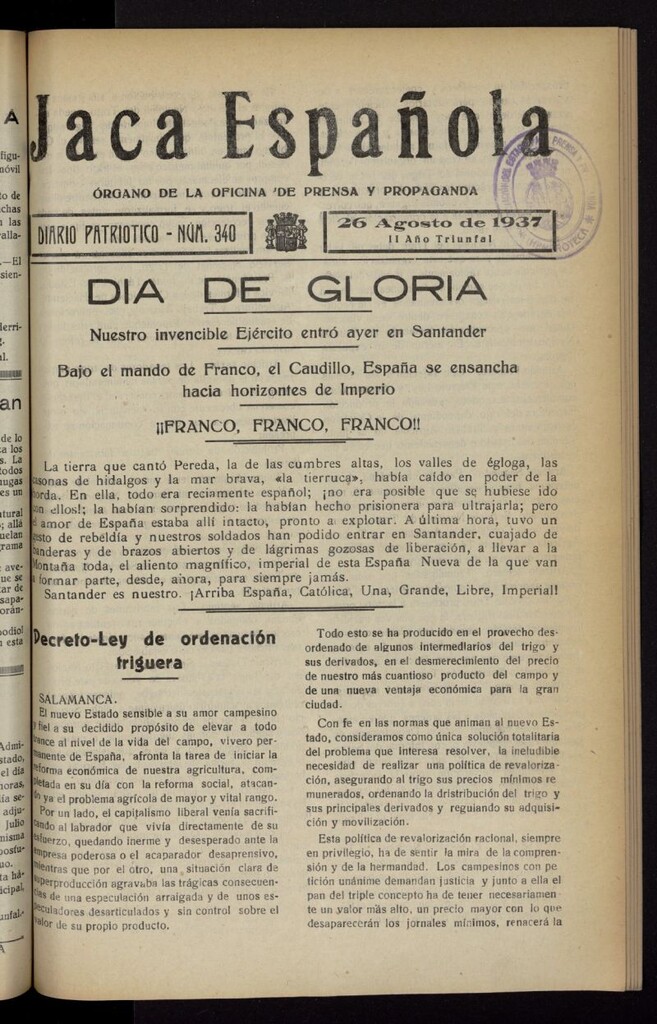 Jaca Española
ÓRGANO DE LA OFICINA DE PRENSA Y PROPAGANDA
DIARIO PATRIOTICO - NÚM. 340
26 Agosto de 1937
II Año Triunfal
DIA DE GLORIA
Nuestro invencible Ejército entró ayer en Santander
Bajo el mando de Franco, el Caudillo, España se ensancha
hacia horizontes de Imperio
¡¡FRANCO, FRANCO, FRANCO!!
La tierra que cantó Pereda, la de las cumbres altas, los valles de égloga, las
casonas de hidalgos y la mar brava, «la tierruca», había caído en poder de la
horda. En ella, todo era reciamente español; ¡no era posible que se hubiese ido
con ellos!; la habían sorprendido: la habían hecho prisionera para ultrajarla; pero
el amor de España estaba allí intacto, pronto a explotar. A última hora, tuvo un
gesto de rebeldía y nuestros soldados han podido entrar en Santander, cuajado de
banderas y de brazos abiertos y de lágrimas gozosas de liberación, a llevar a la
Montaña toda, el aliento magnífico, imperial de esta España Nueva de la que van
a formar parte, desde, ahora, para siempre jamás.
Santander es nuestro. ¡Arriba España, Católica, Una, Grande, Libre, Imperial!
Decreto-Ley de ordenación
triguera
SALAMANCA.
El nuevo Estado sensible a su amor campesino
y fiel a su decidido propósito de elevar a todo
trance al nivel de la vida del campo, vivero per-
manente de España, afronta la tarea de iniciar la
reforma económica de nuestra agricultura, com-
pletada en su día con la reforma social, atacan-
do ya el problema agrícola de mayor y vital rango.
Por un lado, el capitalismo liberal venía sacrifi-
cando al labrador que vivía directamente de su
esfuerzo, quedando inerme y desesperado ante la
empresa poderosa o el acaparador desaprensivo,
mientras que por el otro, una situación clara de
superproducción agravaba las trágicas consecuen-
cias de una especulación arraigada y de unos es-
peculadores desarticulados y sin control sobre el
valor de su propio producto.
Todo esto se ha producido en el provecho des-
ordenado de algunos intermediarios del trigo y
sus derivados, en el desmerecimiento del precio
de nuestro más cuantioso producto del campo y
de una nueva ventaja económica para la gran
ciudad.
Con fe en las normas que animan al nuevo Es-
tado, consideramos como única solución totalitaria
del problema que interesa resolver, la ineludible
necesidad de realizar una política de revaloriza-
ción, asegurando al trigo sus precios mínimos re-
munerados, ordenando la dristribución del trigo y
sus principales derivados y reguiando su adquisi-
ción y movilización.
Esta política de revalorización racional, siempre
en privilegio, ha de sentir la mira de la compren-
sión y de la hermandad. Los campesinos con pe
tición unánime demandan justicia y junto a ella el
pan del triple concepto ha de tener necesariamen-
te un valor más alto, un precio mayor con lo que
desaparecerán los jornales mínimos, renacerá la